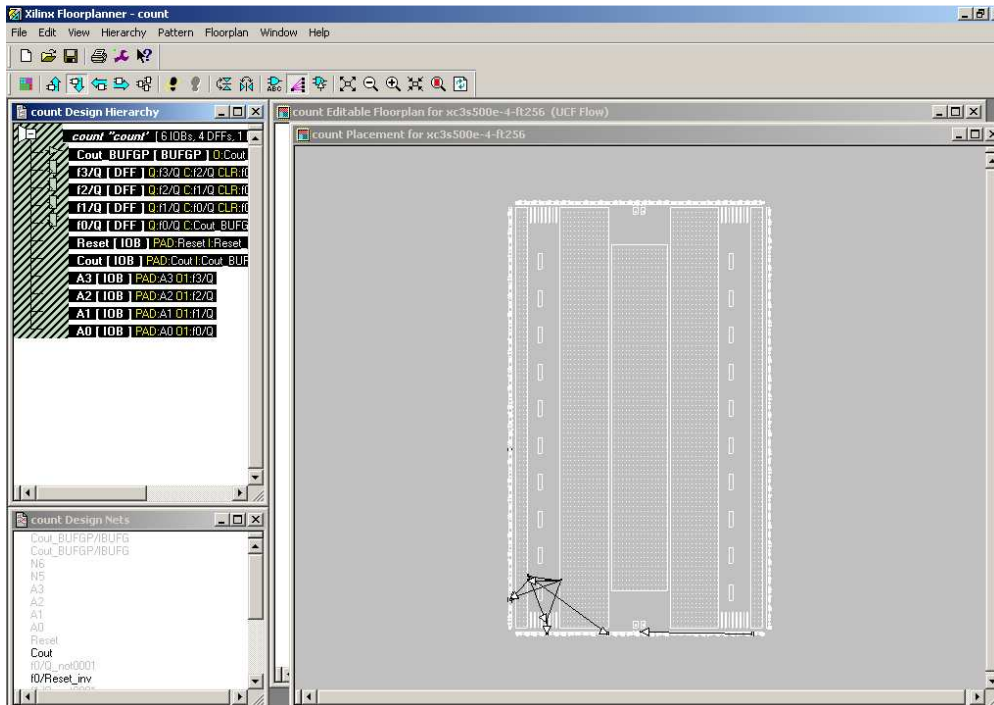 Xilinx Floorplanner - count
File Edit View Hierarchy Pattern Floorplan Window Help
ABC
count Design Hierarchy
count "count" [ 6 IOBs, 4 DFFs, 1
Cout_BUFGP [ BUFGP ] O:Cout
f3/Q [ DFF ] Q:f3/Q C:f2/Q CLR:f0
f2/Q [ DFF ] Q:f2/Q C:f1/Q CLR:f0
f1/Q [ DFF ] Q:f1/Q C:f0/Q CLR:f0
f0/Q [ DFF ] Q:f0/Q C:Cout_BUFG
Reset [ IOB ] PAD:Reset I:Reset_
Cout [ IOB ] PAD:Cout I:Cout_BUF
A3 [ IOB ] PAD:A3 O1:f3/Q
A2 [ IOB ] PAD:A2 O1:f2/Q
A1 [ IOB ] PAD:A1 O1:f1/Q
A0 [ IOB ] PAD:A0 O1:f0/Q
count Editable Floorplan for xc3s500e-4-ft256 (UCF Flow)
count Placement for xc3s500e-4-ft256
count Design Nets
Cout_BUFGP/IBUFG
Cout_BUFGP/IBUFG
N6
N5
A3
A2
A1
A0
Reset
Cout
f0/Q_not0001
f0/Reset_inv